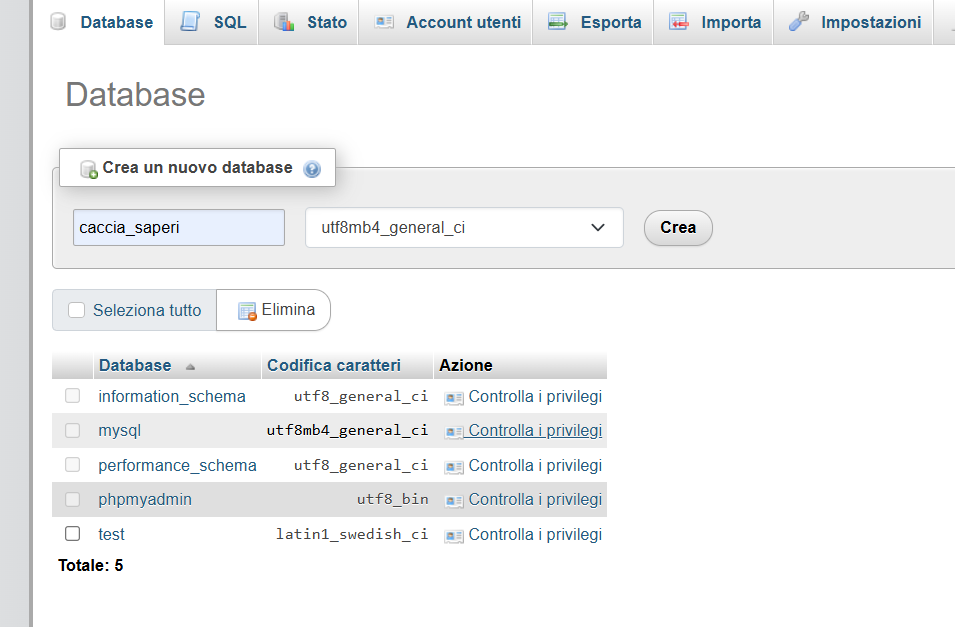 Database SQL Stato Account utenti Esporta Importa Impostazioni
Database
Crea un nuovo database
caccia_saperi utf8mb4_general_ci Crea
Seleziona tutto Elimina
Database Codifica caratteri Azione
information_schema utf8_general_ci Controlla i privilegi
mysql utf8mb4_general_ci Controlla i privilegi
performance_schema utf8_general_ci Controlla i privilegi
phpmyadmin utf8_bin Controlla i privilegi
test latin1_swedish_ci Controlla i privilegi
Totale: 5